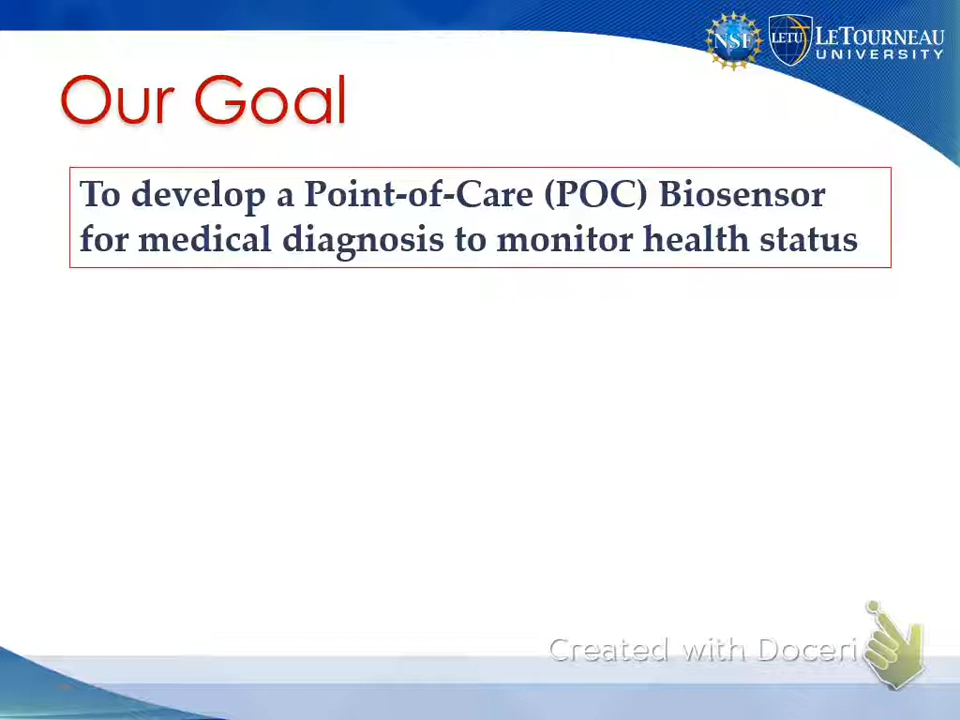 NSF
LETU
LETOURNEAU
UNIVERSITY
Our Goal
To develop a Point-of-Care (POC) Biosensor
for medical diagnosis to monitor health status
Created with Doceri